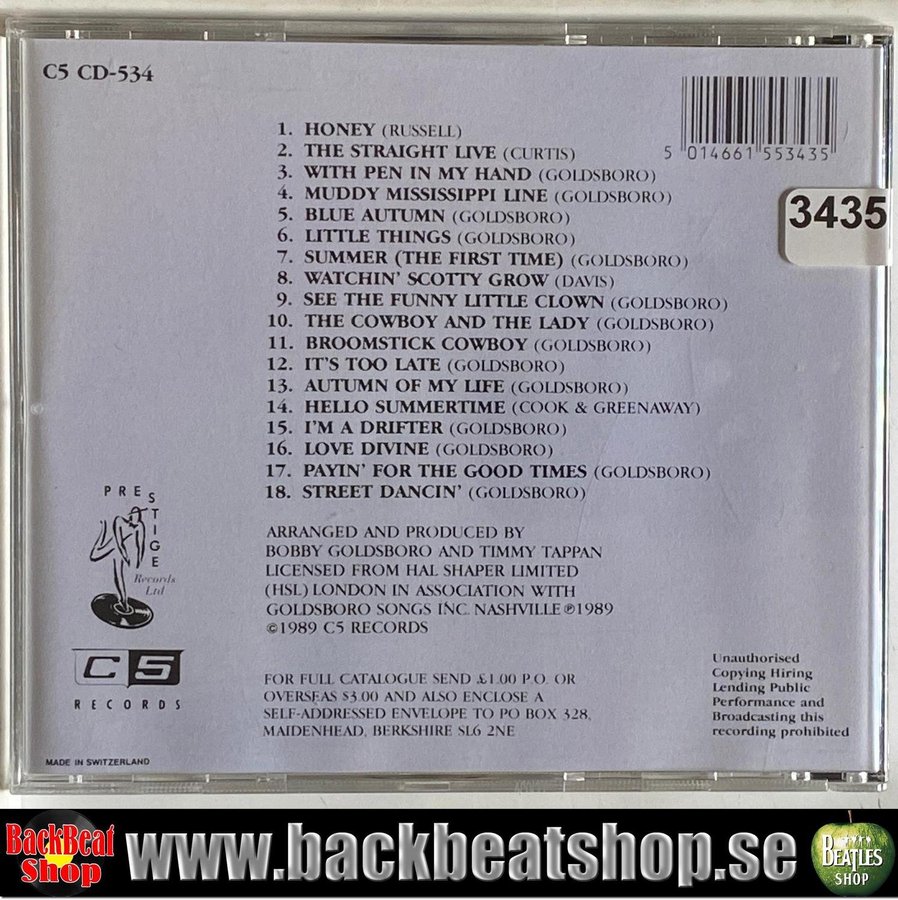 C5 CD-534
5 014661 553435
3435
1. HONEY (RUSSELL)
2. THE STRAIGHT LIVE (CURTIS)
3. WITH PEN IN MY HAND (GOLDSBORO)
4. MUDDY MISSISSIPPI LINE (GOLDSBORO)
5. BLUE AUTUMN (GOLDSBORO)
6. LITTLE THINGS (GOLDSBORO)
7. SUMMER (THE FIRST TIME) (GOLDSBORO)
8. WATCHIN' SCOTTY GROW (DAVIS)
9. SEE THE FUNNY LITTLE CLOWN (GOLDSBORO)
10. THE COWBOY AND THE LADY (GOLDSBORO)
11. BROOMSTICK COWBOY (GOLDSBORO)
12. IT'S TOO LATE (GOLDSBORO)
13. AUTUMN OF MY LIFE (GOLDSBORO)
14. HELLO SUMMERTIME (COOK & GREENAWAY)
15. I'M A DRIFTER (GOLDSBORO)
16. LOVE DIVINE (GOLDSBORO)
17. PAYIN' FOR THE GOOD TIMES (GOLDSBORO)
18. STREET DANCIN' (GOLDSBORO)
PRESTIGE
Records
Ltd
ARRANGED AND PRODUCED BY
BOBBY GOLDSBORO AND TIMMY TAPPAN
LICENSED FROM HAL SHAPER LIMITED
(HSL) LONDON IN ASSOCIATION WITH
GOLDSBORO SONGS INC. NASHVILLE ℗1989
©1989 C5 RECORDS
C5
RECORDS
FOR FULL CATALOGUE SEND £1.00 P.O. OR
OVERSEAS $3.00 AND ALSO ENCLOSE A
SELF-ADDRESSED ENVELOPE TO PO BOX 328,
MAIDENHEAD, BERKSHIRE SL6 2NE
Unauthorised
Copying Hiring
Lending Public
Performance and
Broadcasting this
recording prohibited
MADE IN SWITZERLAND
BackBeat
Shop
www.backbeatshop.se
BEATLES
SHOP